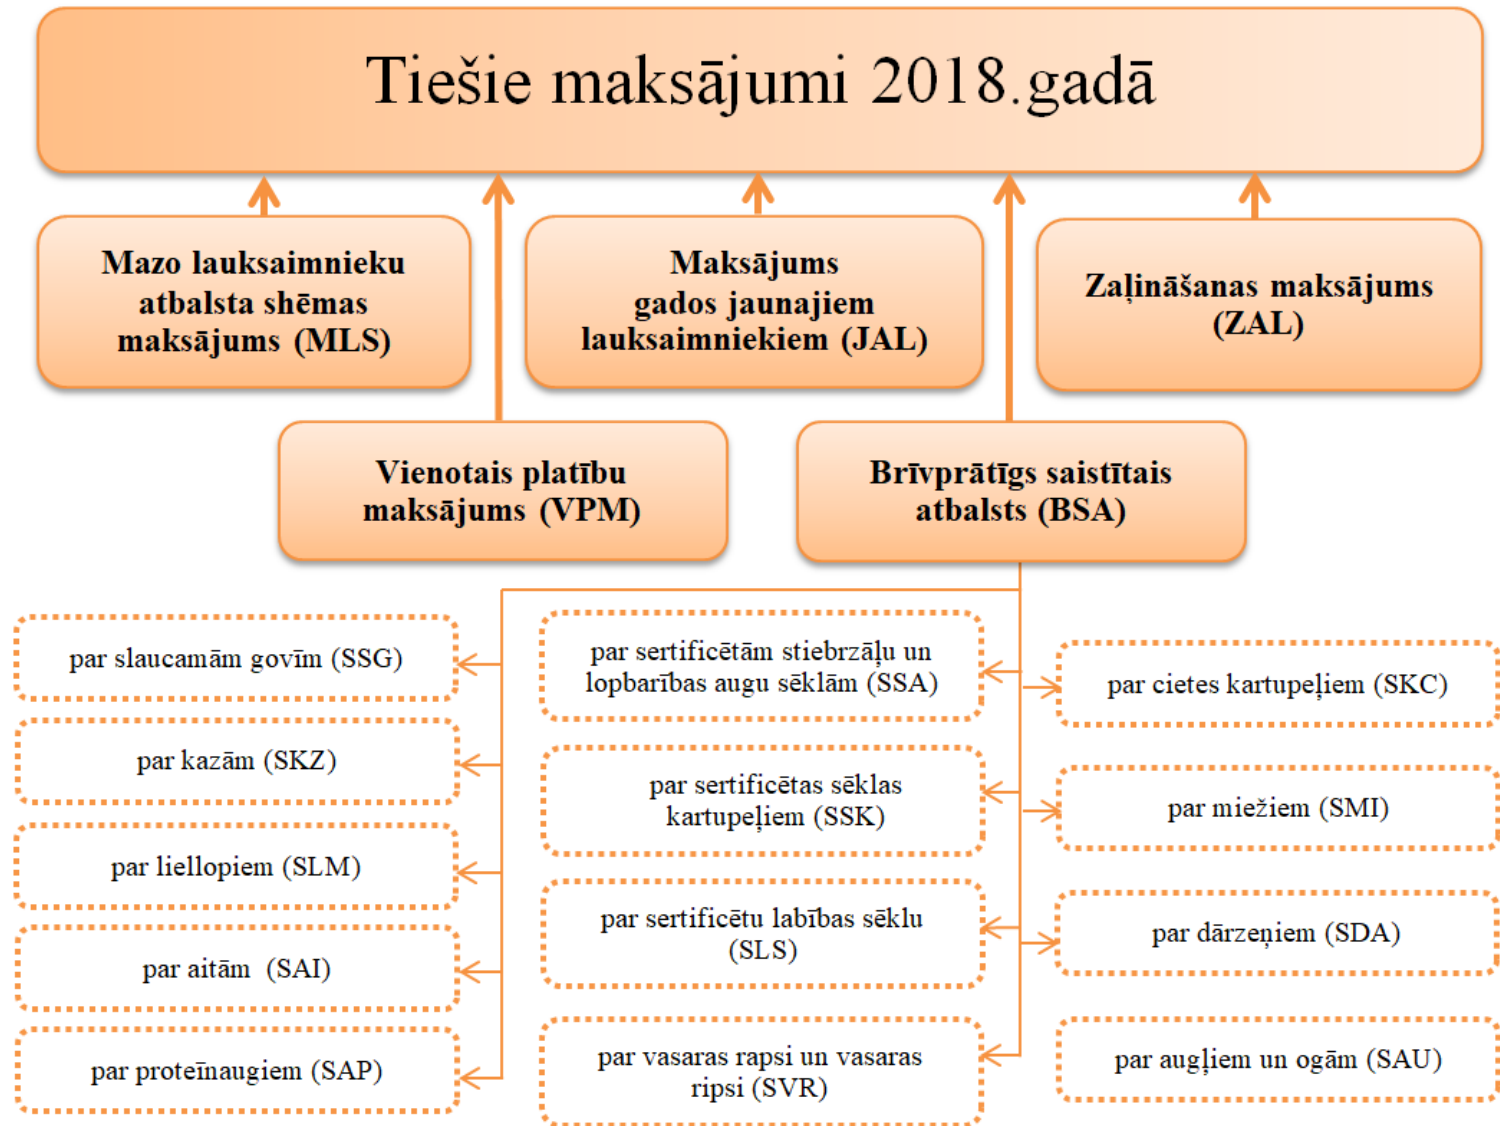 Tiešie maksājumi 2018.gadā
Mazo lauksaimnieku
atbalsta shēmas
maksājums (MLS)
Maksājums
gados jaunajiem
lauksaimniekiem (JAL)
Zaļināšanas maksājums
(ZAL)
Vienotais platību
maksājums (VPM)
Brīvprātīgs saistītais
atbalsts (BSA)
par slaucamām govīm (SSG)
par kazām (SKZ)
par liellopiem (SLM)
par aitām (SAI)
par proteīnaugiem (SAP)
par sertificētām stiebrzāļu un
lopbarības augu sēklām (SSA)
par sertificētas sēklas
kartupeļiem (SSK)
par sertificētu labības sēklu
(SLS)
par vasaras rapsi un vasaras
ripsi (SVR)
par cietes kartupeļiem (SKC)
par miežiem (SMI)
par dārzeņiem (SDA)
par augļiem un ogām (SAU)